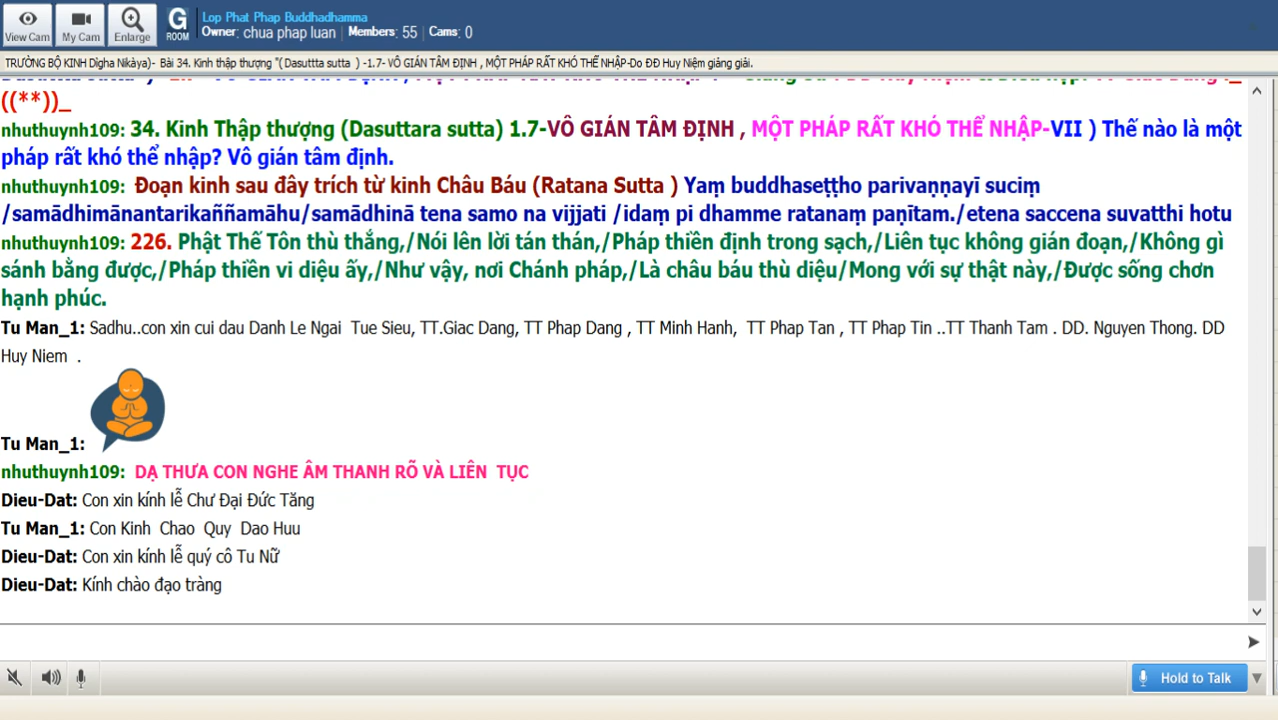 Lop Phat Phap Buddhadhamma
Owner: chua phap luan | Members: 55 | Cams: 0
View Cam
My Cam
Enlarge
G
ROOM
TRƯỜNG BỘ KINH Dīgha Nikàya)- Bài 34. Kinh thập thượng "( Dasuttta sutta ) -1.7- VÔ GIÁN TÂM ĐỊNH , MỘT PHÁP RẤT KHÓ THỂ NHẬP-Do ĐĐ Huy Niệm giảng giải.
((**))_
nhuthuynh109: 34. Kinh Thập thượng (Dasuttara sutta) 1.7-VÔ GIÁN TÂM ĐỊNH , MỘT PHÁP RẤT KHÓ THỂ NHẬP-VII ) Thế nào là một
pháp rất khó thể nhập? Vô gián tâm định.
nhuthuynh109: Đoạn kinh sau đây trích từ kinh Châu Báu (Ratana Sutta ) Yaṃ buddhaseṭṭho parivaṇṇayī suciṃ
/samādhimānantarikaññamāhu/samādhinā tena samo na vijjati /idaṃ pi dhamme ratanaṃ paṇītam./etena saccena suvatthi hotu
nhuthuynh109: 226. Phật Thế Tôn thù thắng,/Nói lên lời tán thán,/Pháp thiền định trong sạch,/Liên tục không gián đoạn,/Không gì
sánh bằng được,/Pháp thiền vi diệu ấy,/Như vậy, nơi Chánh pháp,/Là châu báu thù diệu/Mong với sự thật này,/Được sống chơn
hạnh phúc.
Tu Man_1: Sadhu..con xin cui dau Danh Le Ngai Tue Sieu, TT.Giac Dang, TT Phap Dang , TT Minh Hanh, TT Phap Tan , TT Phap Tin ..TT Thanh Tam . DD. Nguyen Thong. DD
Huy Niem .
Tu Man_1:
nhuthuynh109: DẠ THƯA CON NGHE ÂM THANH RÕ VÀ LIÊN TỤC
Dieu-Dat: Con xin kính lễ Chư Đại Đức Tăng
Tu Man_1: Con Kinh Chao Quy Dao Huu
Dieu-Dat: Con xin kính lễ quý cô Tu Nữ
Dieu-Dat: Kính chào đạo tràng
Hold to Talk